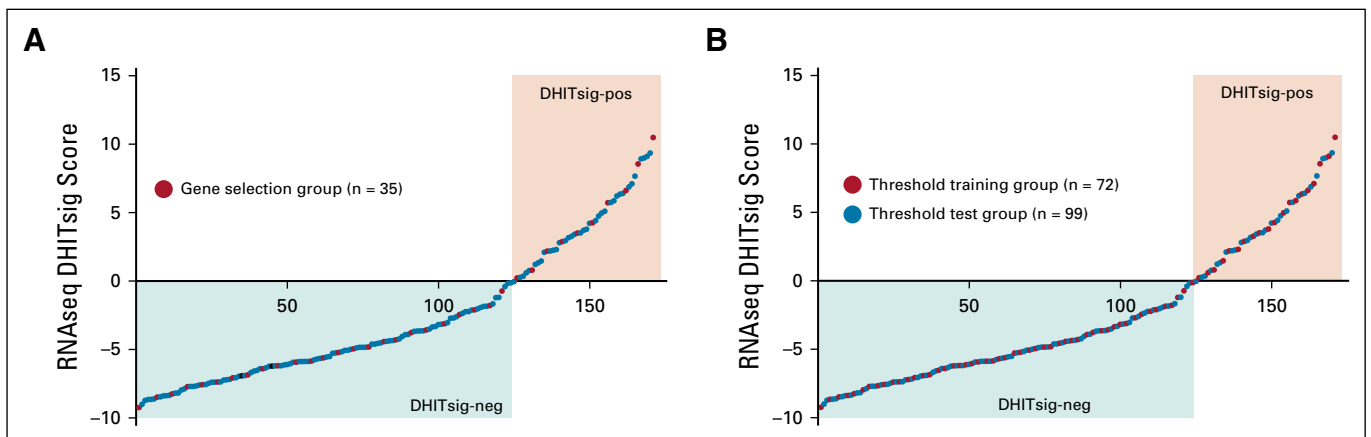 A
RNAseq DHITsig Score
15
10
5
0
–5
–10
50
100
150
DHITsig-pos
Gene selection group (n = 35)
DHITsig-neg
B
RNAseq DHITsig Score
15
10
5
0
–5
–10
50
100
150
DHITsig-pos
Threshold training group (n = 72)
Threshold test group (n = 99)
DHITsig-neg